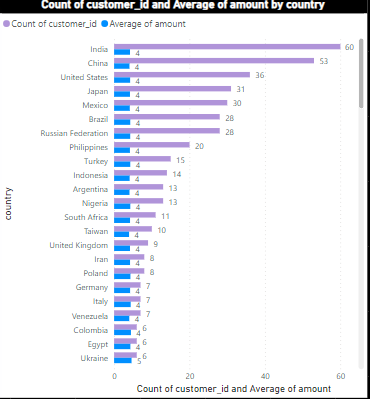 Count of customer_id and Average of amount by country
Count of customer_id Average of amount
India 60 4
China 53 4
United States 36 4
Japan 31 4
Mexico 30 4
Brazil 28 4
Russian Federation 28 4
Philippines 20 4
Turkey 15 4
Indonesia 14 4
Argentina 13 4
Nigeria 13 4
South Africa 11 4
Taiwan 10 4
United Kingdom 9 4
Iran 8 4
Poland 8 4
Germany 7 4
Italy 7 4
Venezuela 7 4
Colombia 6 4
Egypt 6 4
Ukraine 6 5
country
0 20 40 60
Count of customer_id and Average of amount